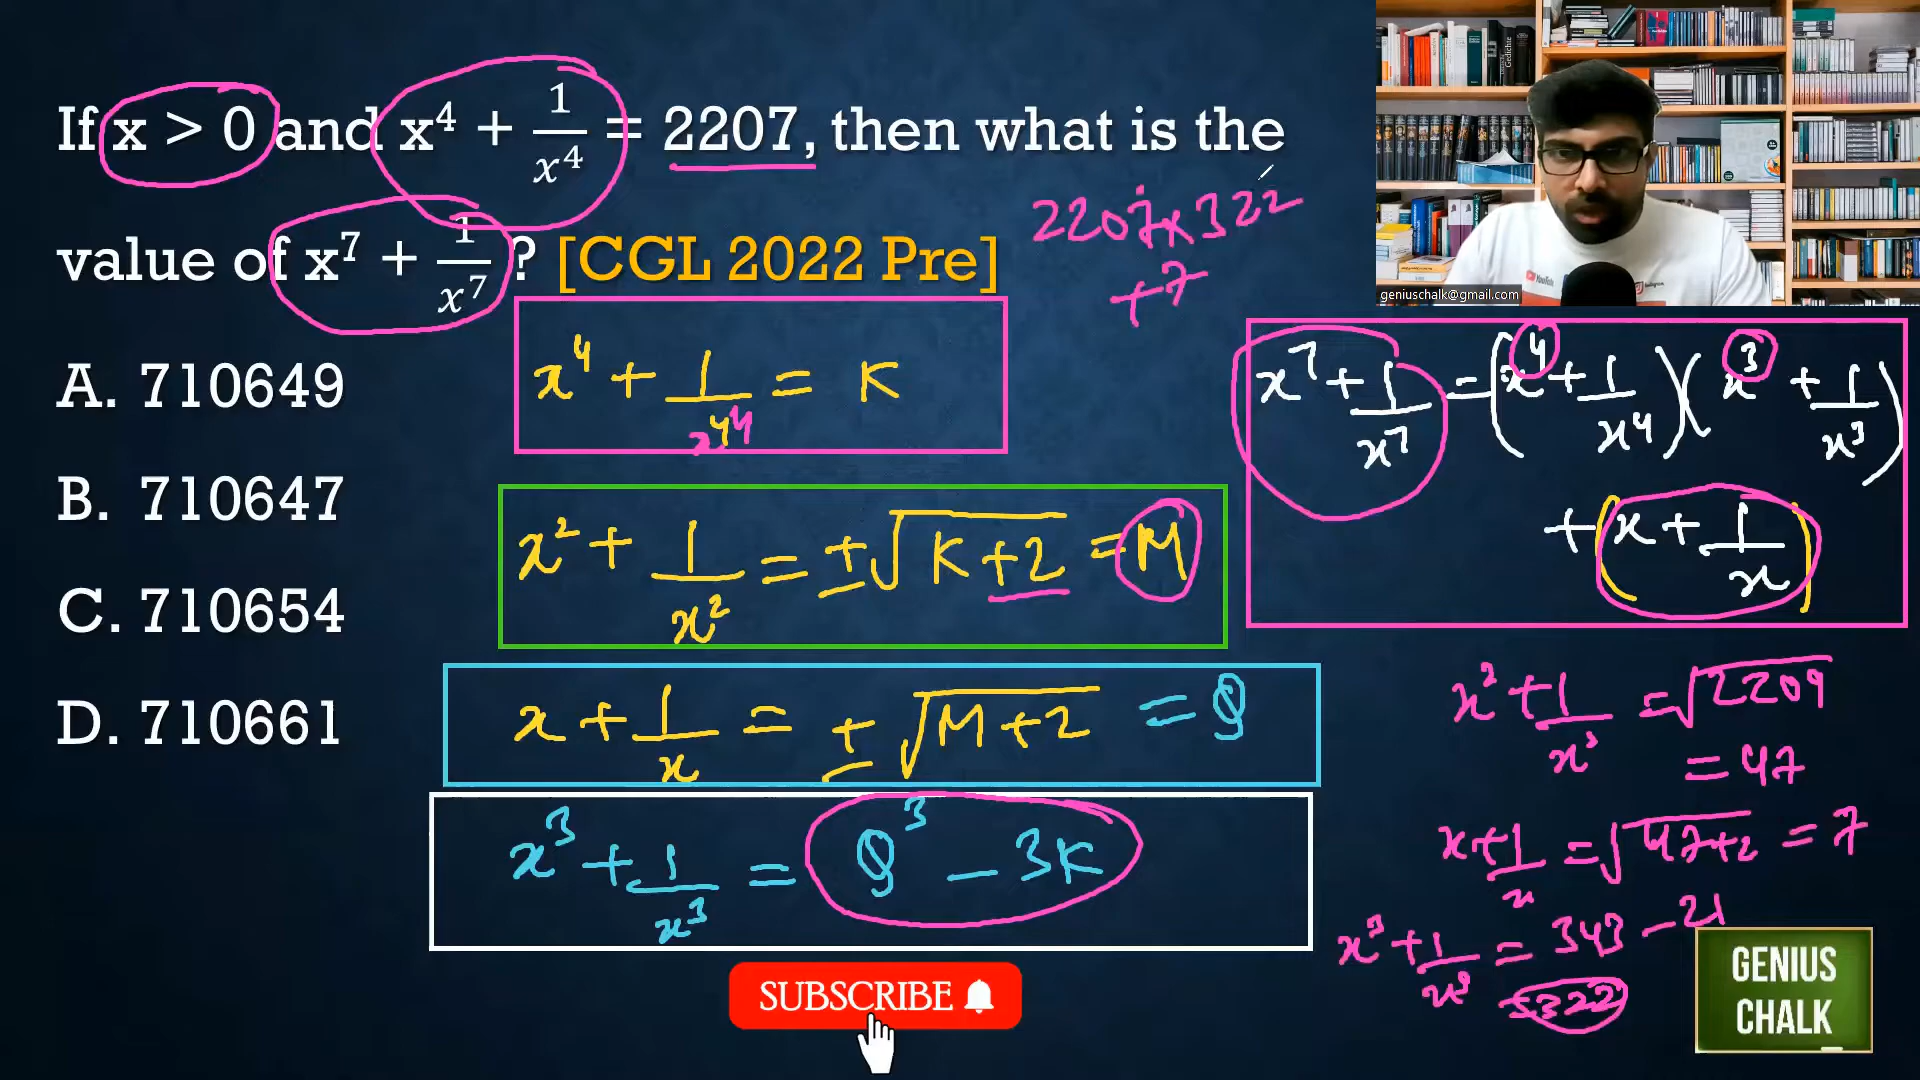 If x > 0 and x⁴ + 1/x⁴ = 2207, then what is the
value of x⁷ + 1/x⁷ ? [CGL 2022 Pre]
A. 710649
B. 710647
C. 710654
D. 710661
2207 x 322
+7
geniuschalk@gmail.com
x⁴ + 1/x⁴⁴ = K
x² + 1/x² = ±√(K+2) = M
x + 1/x = ±√(M+2) = Q
x³ + 1/x³ = Q³ - 3K
x⁷ + 1/x⁷ = (x⁴ + 1/x⁴)(x³ + 1/x³)
+ (x + 1/x)
x² + 1/x² = √2209
= 47
x + 1/x = √(47+2) = 7
x³ + 1/x³ = 343 - 21
=322
SUBSCRIBE
GENIUS
CHALK